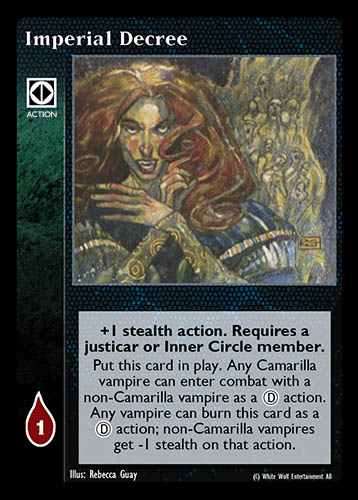 Imperial Decree
ACTION
+1 stealth action. Requires a
justicar or Inner Circle member.
Put this card in play. Any Camarilla
vampire can enter combat with a
non-Camarilla vampire as a Ⓓ action.
Any vampire can burn this card as a
Ⓓ action; non-Camarilla vampires
get -1 stealth on that action.
1
Illus: Rebecca Guay
(C) White Wolf Entertainment AB